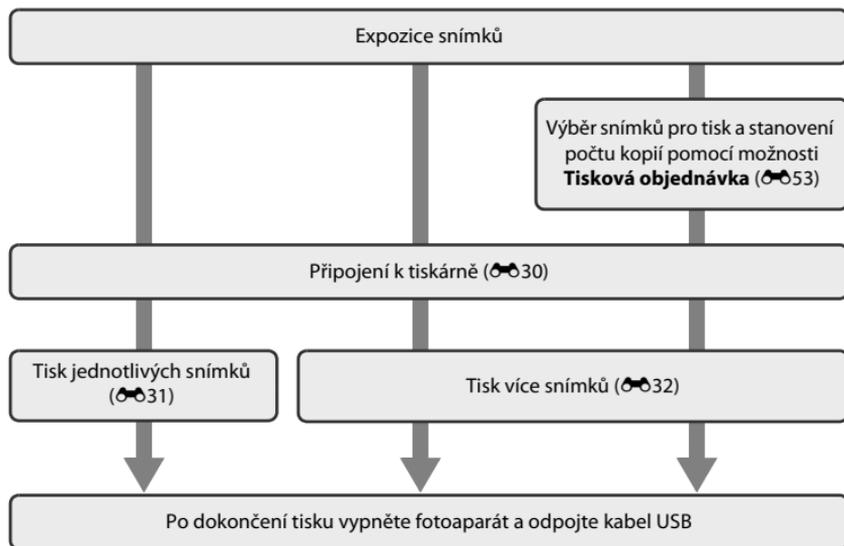 Expozice snímků
Výběr snímků pro tisk a stanovení
počtu kopií pomocí možnosti
Tisková objednávka (53)
Připojení k tiskárně (30)
Tisk jednotlivých snímků
(31)
Tisk více snímků (32)
Po dokončení tisku vypněte fotoaparát a odpojte kabel USB